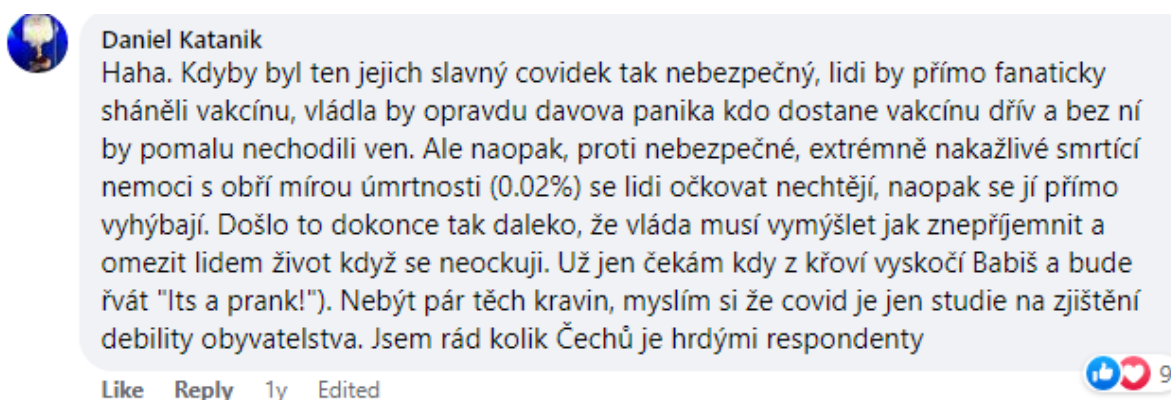 Daniel Katanik
Haha. Kdyby byl ten jejich slavný covidek tak nebezpečný, lidi by přímo fanaticky
sháněli vakcínu, vládla by opravdu davova panika kdo dostane vakcínu dřív a bez ní
by pomalu nechodili ven. Ale naopak, proti nebezpečné, extrémně nakažlivé smrtící
nemoci s obří mírou úmrtnosti (0.02%) se lidi očkovat nechtějí, naopak se jí přímo
vyhýbají. Došlo to dokonce tak daleko, že vláda musí vymýšlet jak znepříjemnit a
omezit lidem život když se neockuji. Už jen čekám kdy z křoví vyskočí Babiš a bude
řvát "Its a prank!"). Nebýt pár těch kravin, myslím si že covid je jen studie na zjištění
debility obyvatelstva. Jsem rád kolik Čechů je hrdými respondenty
Like Reply 1y Edited 9